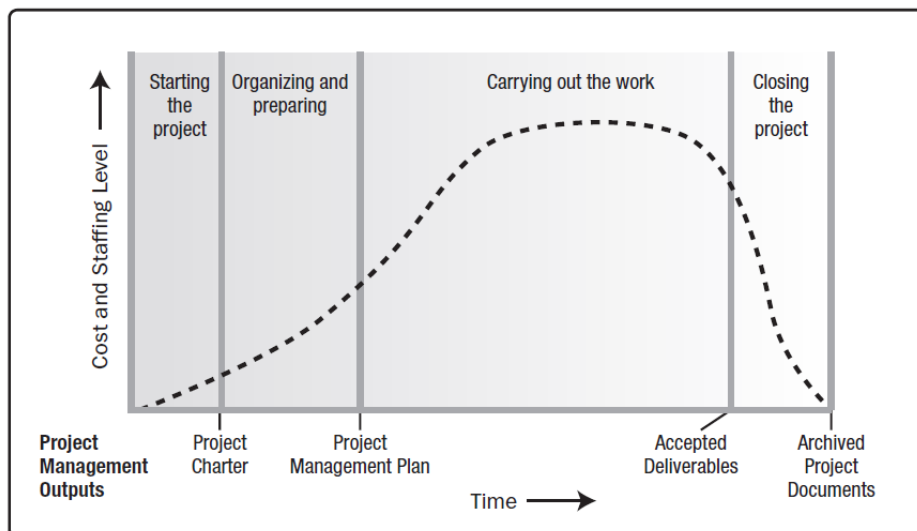 Starting
the
project
Organizing and
preparing
Carrying out the work
Closing
the
project
Cost and Staffing Level
Project
Management
Outputs
Project
Charter
Project
Management Plan
Accepted
Deliverables
Archived
Project
Documents
Time